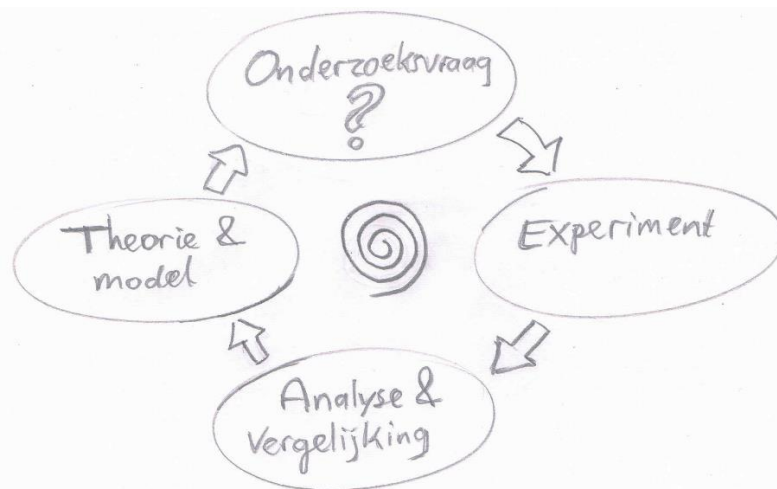 Onderzoeksvraag
?
Experiment
Analyse &
vergelijking
Theorie &
model